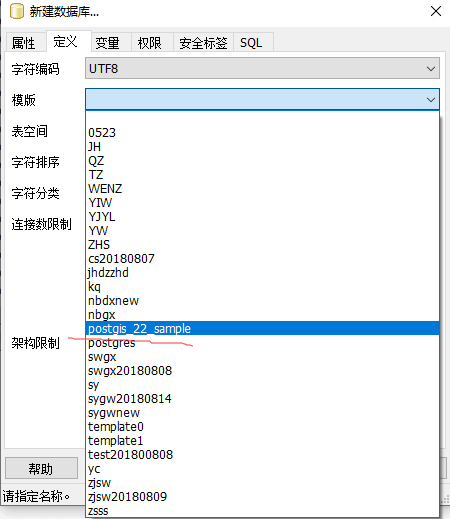 新建数据库...
属性 定义 变量 权限 安全标签 SQL
字符编码 UTF8
模版
表空间
字符排序
字符分类
连接数限制
架构限制
0523
JH
QZ
TZ
WENZ
YIW
YJYL
YW
ZHS
cs20180807
jhdzzhd
kq
nbdxnew
nbgx
postgis_22_sample
postgres
swgx
swgx20180808
sy
sygw20180814
sygwnew
template0
template1
test201800808
yc
zjsw
zjsw20180809
zsss
帮助
请指定名称。